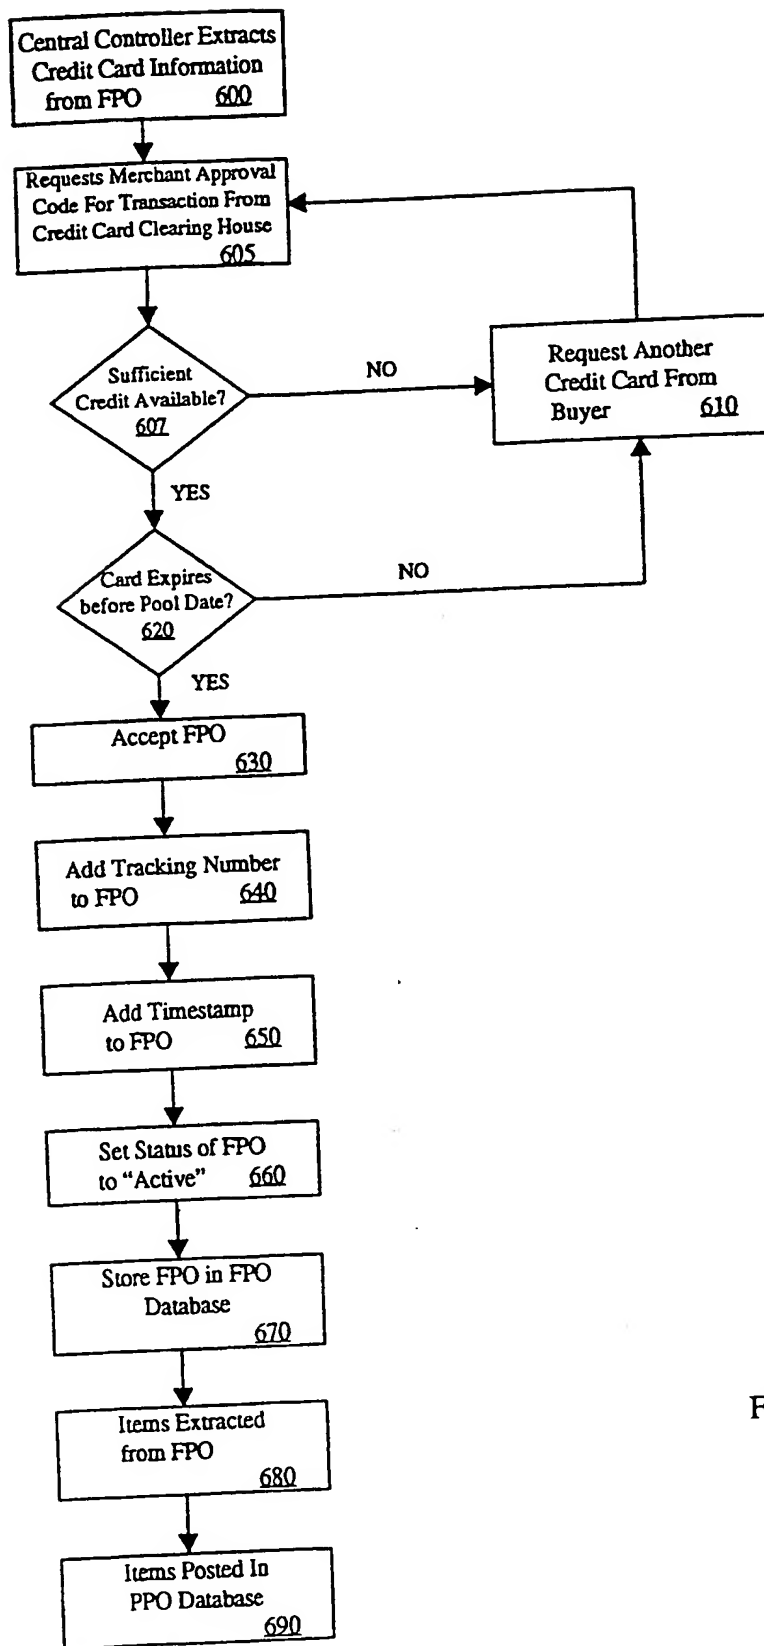 Central Controller Extracts
Credit Card Information
from FPO 600
Requests Merchant Approval
Code For Transaction From
Credit Card Clearing House
605
Sufficient
Credit Available?
607
NO
Request Another
Credit Card From
Buyer 610
YES
Card Expires
before Pool Date?
620
NO
YES
Accept FPO
630
Add Tracking Number
to FPO 640
Add Timestamp
to FPO 650
Set Status of FPO
to “Active” 660
Store FPO in FPO
Database
670
Items Extracted
from FPO
680
F
Items Posted In
PPO Database
690